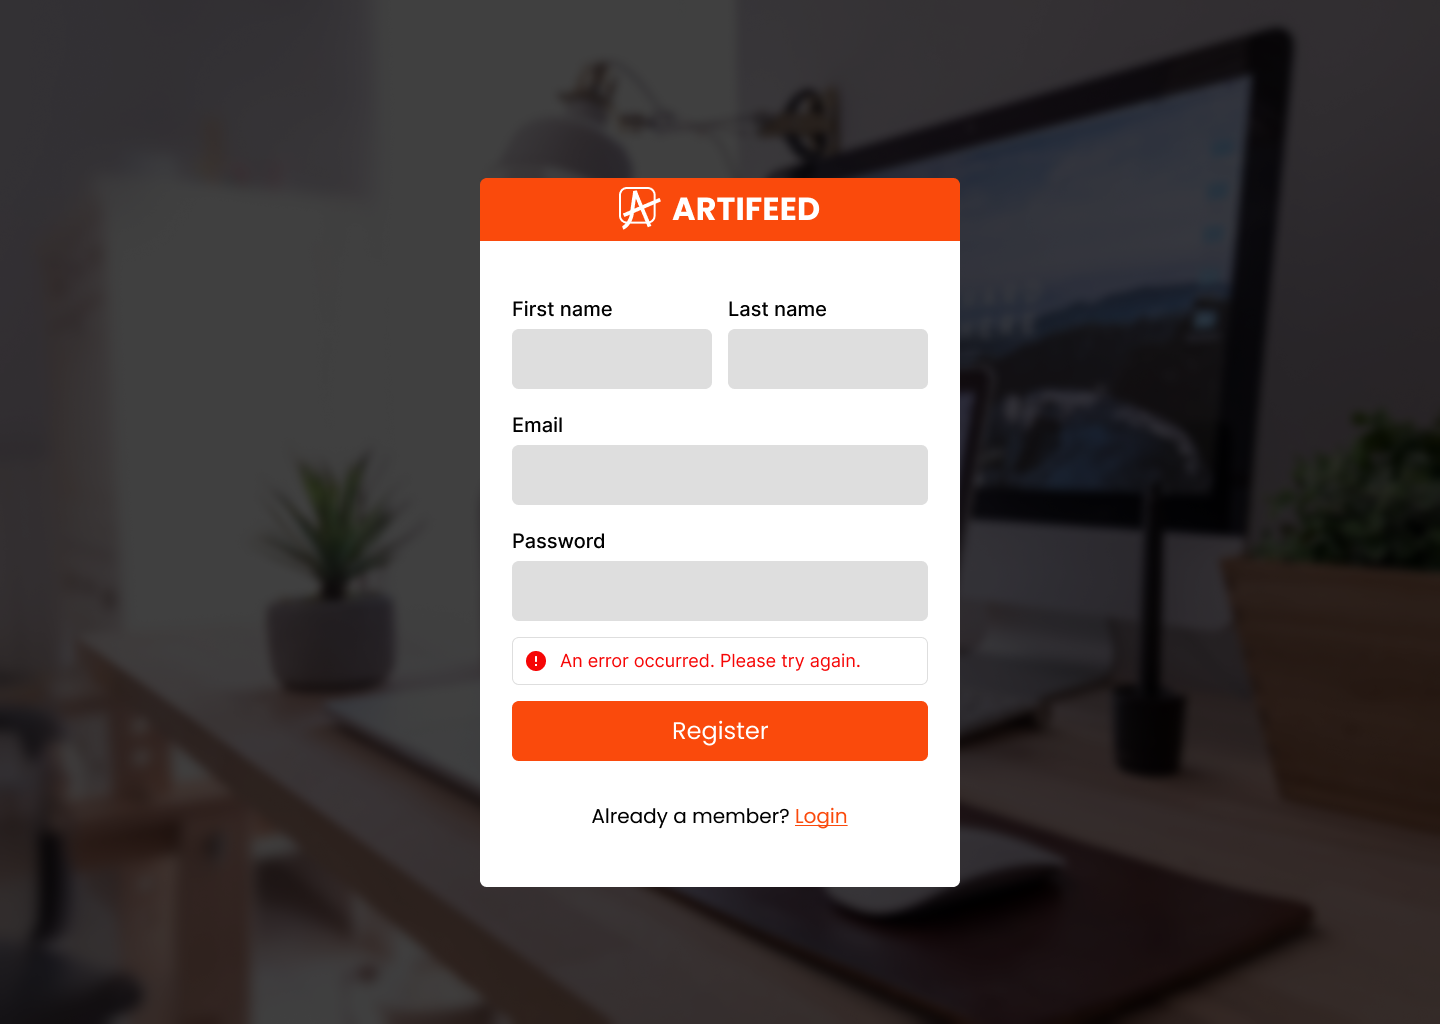 ARTIFEED
First name
Last name
Email
Password
An error occurred. Please try again.
Register
Already a member? Login